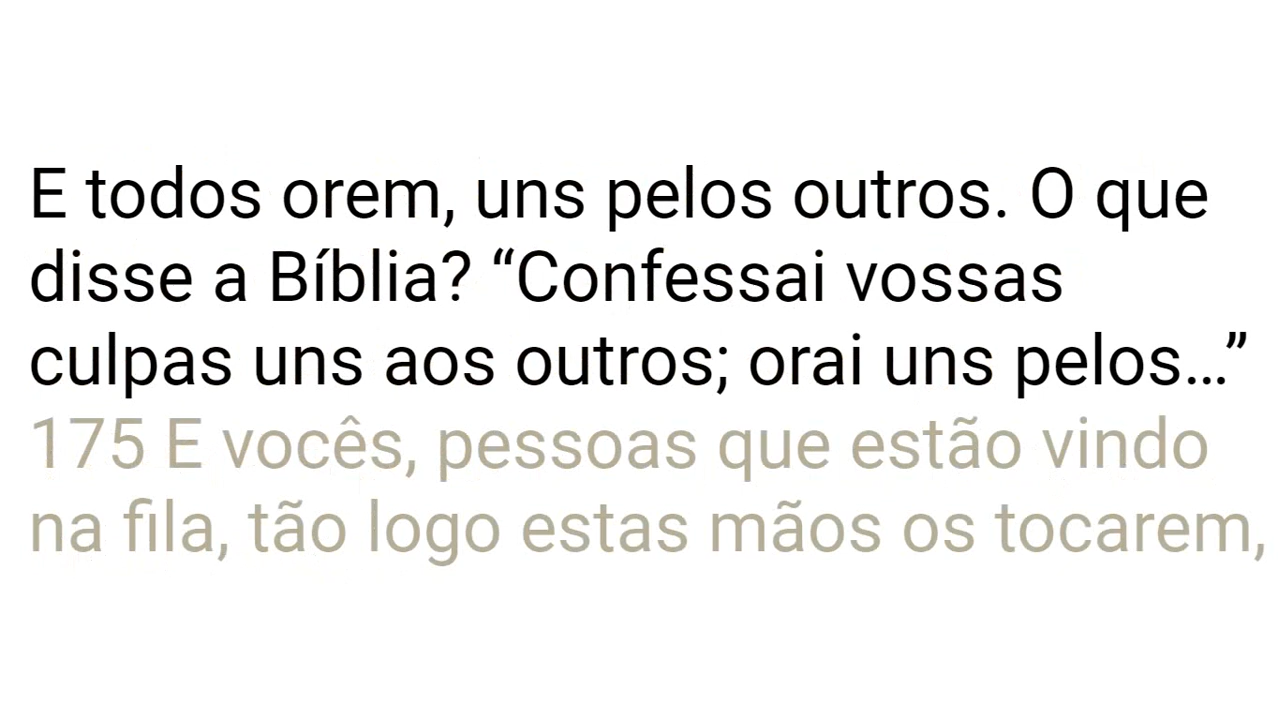 E todos orem, uns pelos outros. O que
disse a Bíblia? “Confessai vossas
culpas uns aos outros; orai uns pelos…”
175 E vocês, pessoas que estão vindo
na fila, tão logo estas mãos os tocarem,